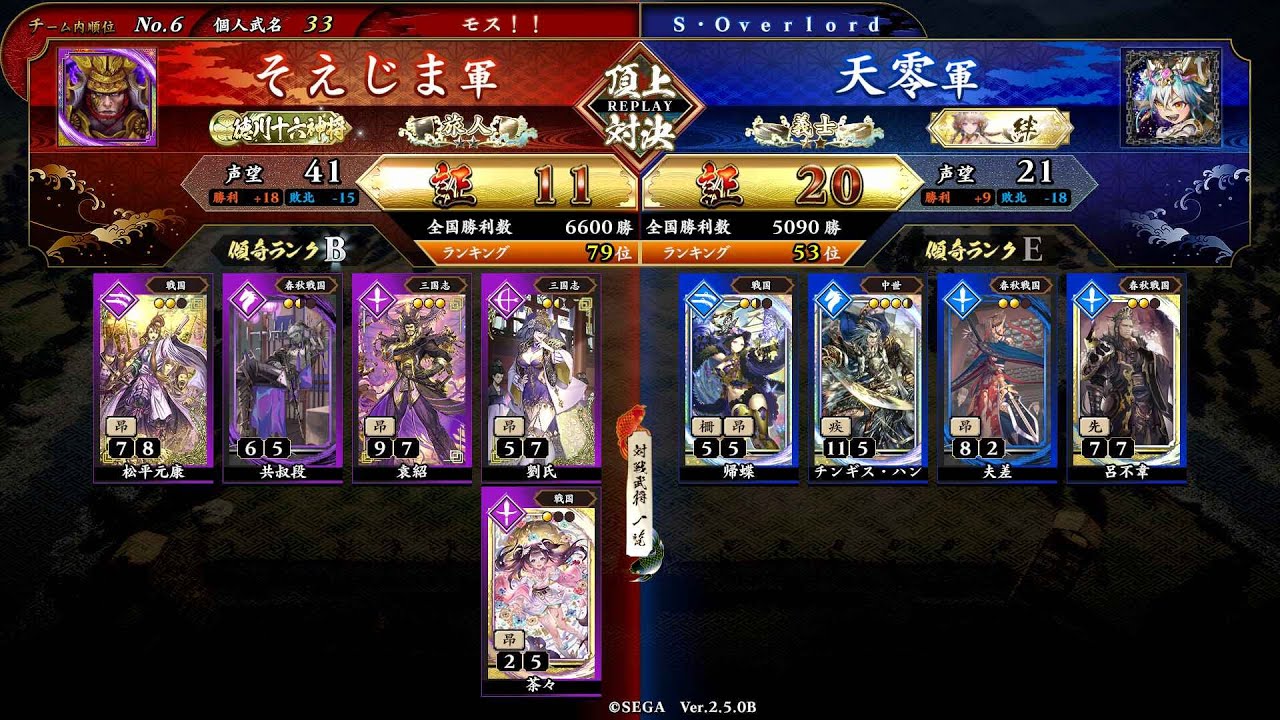 チーム内順位 No.6 個人武名 33
モス!!
S・Overlord
そえじま軍
頂上
REPLAY
対決
天零軍
徳川十六神将
旅人
義士
絆
声望 41
勝利 +18 敗北 -15
証 11
証 20
声望 21
勝利 +9 敗北 -18
全国勝利数 6600勝
全国勝利数 5090勝
傾奇ランク B
ランキング 79位
ランキング 53位
傾奇ランク E
戦国
昴
7 8
松平元康
春秋戦国
6 5
共叔段
三国志
昴
9 7
袁紹
三国志
昴
5 7
劉氏
戦国
柵 昴
5 5
帰蝶
中世
疾
11 5
チンギス・ハン
春秋戦国
昴
8 2
夫差
春秋戦国
先
7 7
呂不韋
対戦武将一覧
戦国
昴
2 5
茶々
©SEGA Ver.2.5.0B